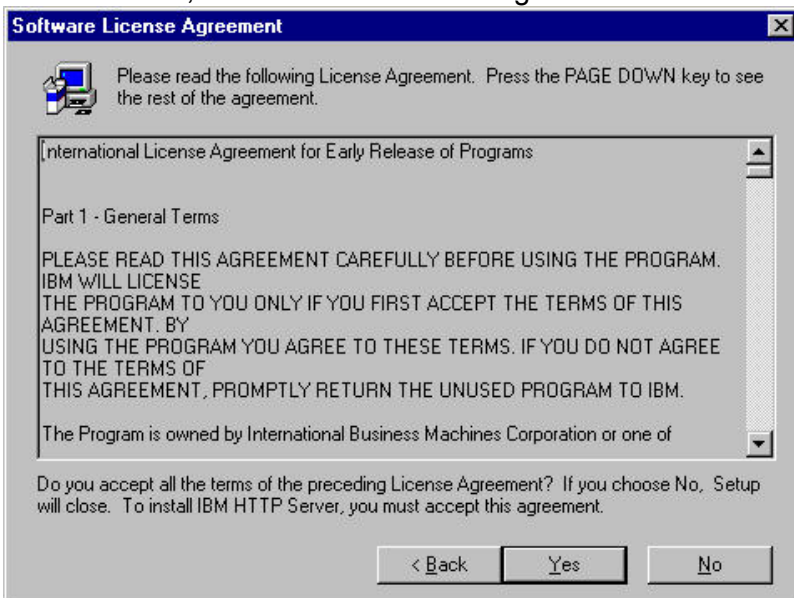 Software License Agreement
Please read the following License Agreement. Press the PAGE DOWN key to see
the rest of the agreement.
International License Agreement for Early Release of Programs
Part 1 - General Terms
PLEASE READ THIS AGREEMENT CAREFULLY BEFORE USING THE PROGRAM.
IBM WILL LICENSE
THE PROGRAM TO YOU ONLY IF YOU FIRST ACCEPT THE TERMS OF THIS
AGREEMENT. BY
USING THE PROGRAM YOU AGREE TO THESE TERMS. IF YOU DO NOT AGREE
TO THE TERMS OF
THIS AGREEMENT, PROMPTLY RETURN THE UNUSED PROGRAM TO IBM.
The Program is owned by International Business Machines Corporation or one of
Do you accept all the terms of the preceding License Agreement? If you choose No, Setup
will close. To install IBM HTTP Server, you must accept this agreement.
< Back
Yes
No